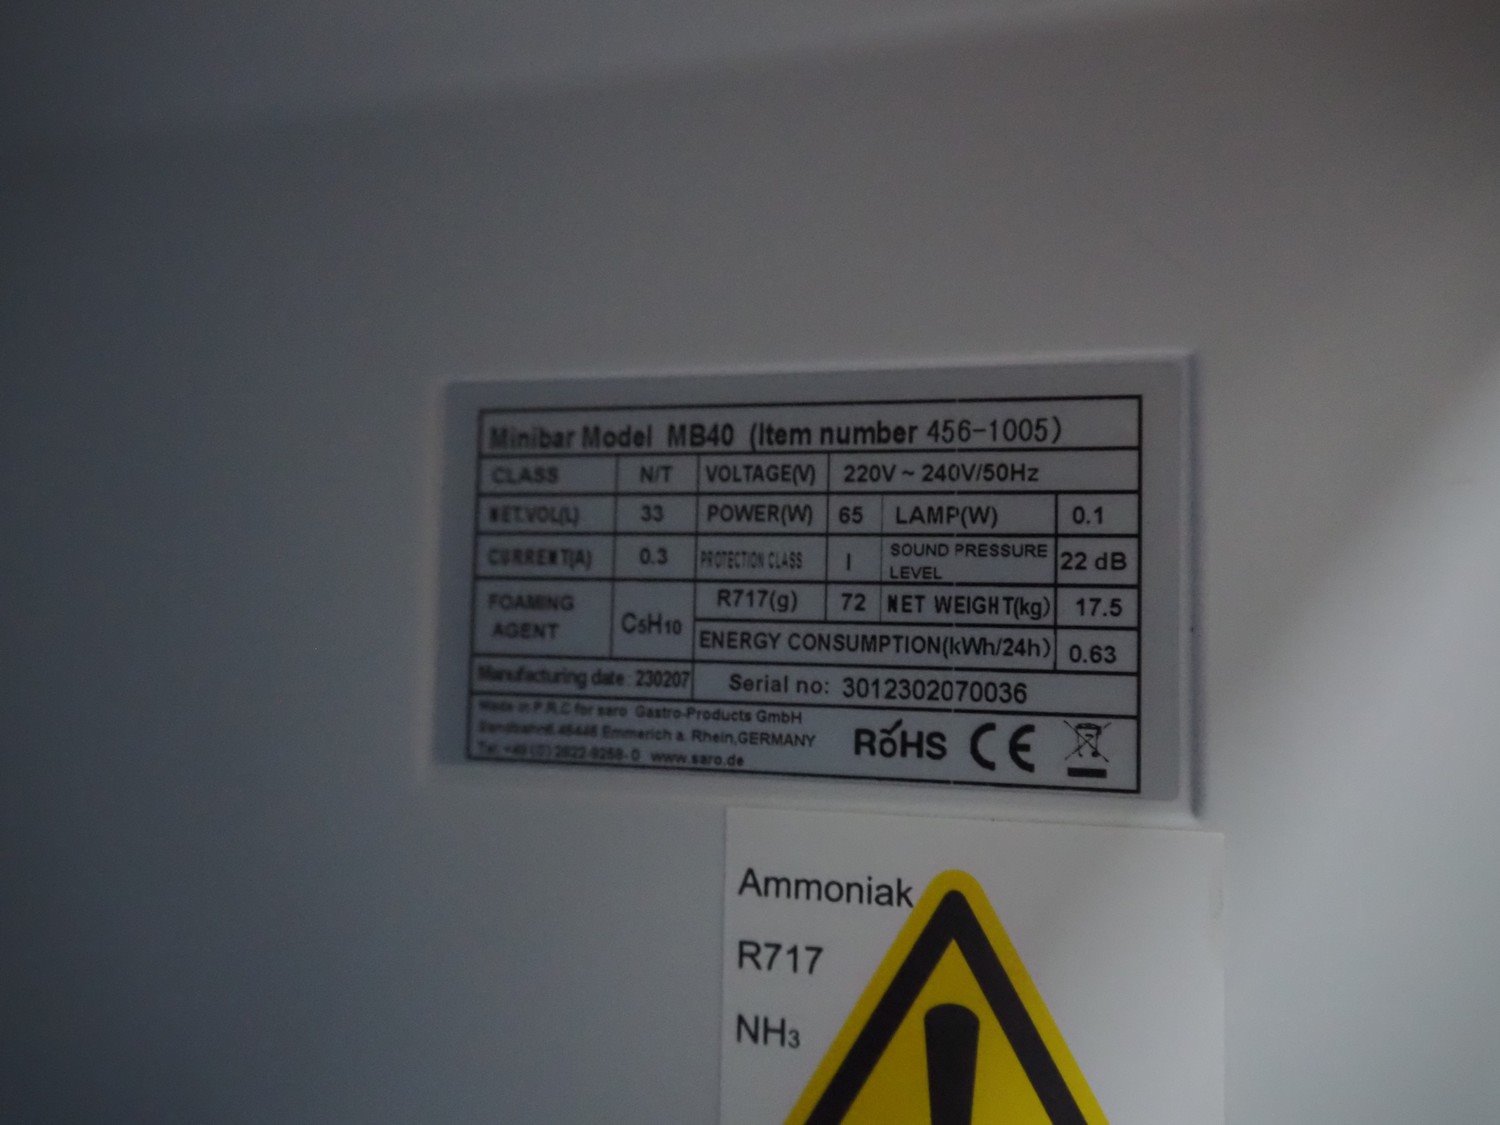 Minibar Model MB40 (Item number 456-1005)
CLASS N/T VOLTAGE(V) 220V ~ 240V/50Hz
NET.VOL(L) 33 POWER(W) 65 LAMP(W) 0.1
CURRENT(A) 0.3 PROTECTION CLASS I SOUND PRESSURE LEVEL 22 dB
FOAMING AGENT C5H10 R717(g) 72 NET WEIGHT(kg) 17.5
ENERGY CONSUMPTION(kWh/24h) 0.63
Manufacturing date: 230207 Serial no: 3012302070036
Made in P.R.C for saro Gastro-Products GmbH
Emmerich a. Rhein,GERMANY
www.saro.de
RoHS CE
Ammoniak
R717
NH3